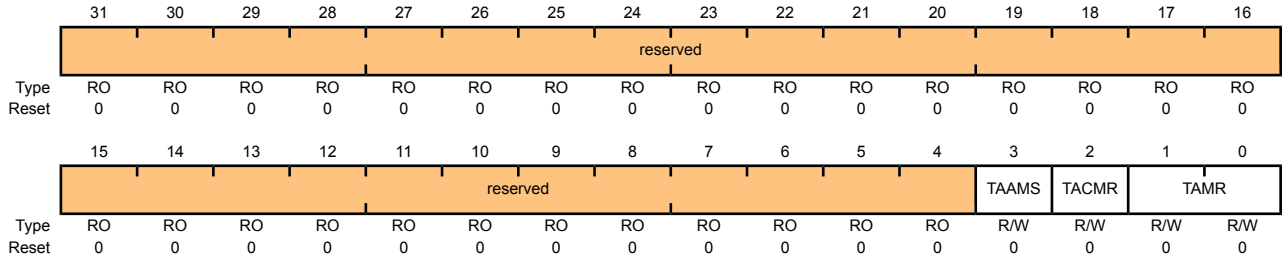 31 30 29 28 27 26 25 24 23 22 21 20 19 18 17 16
reserved
Type RO RO RO RO RO RO RO RO RO RO RO RO RO RO RO RO
Reset 0 0 0 0 0 0 0 0 0 0 0 0 0 0 0 0
15 14 13 12 11 10 9 8 7 6 5 4 3 2 1 0
reserved TAAMS TACMR TAMR
Type RO RO RO RO RO RO RO RO RO RO RO RO R/W R/W R/W R/W
Reset 0 0 0 0 0 0 0 0 0 0 0 0 0 0 0 0